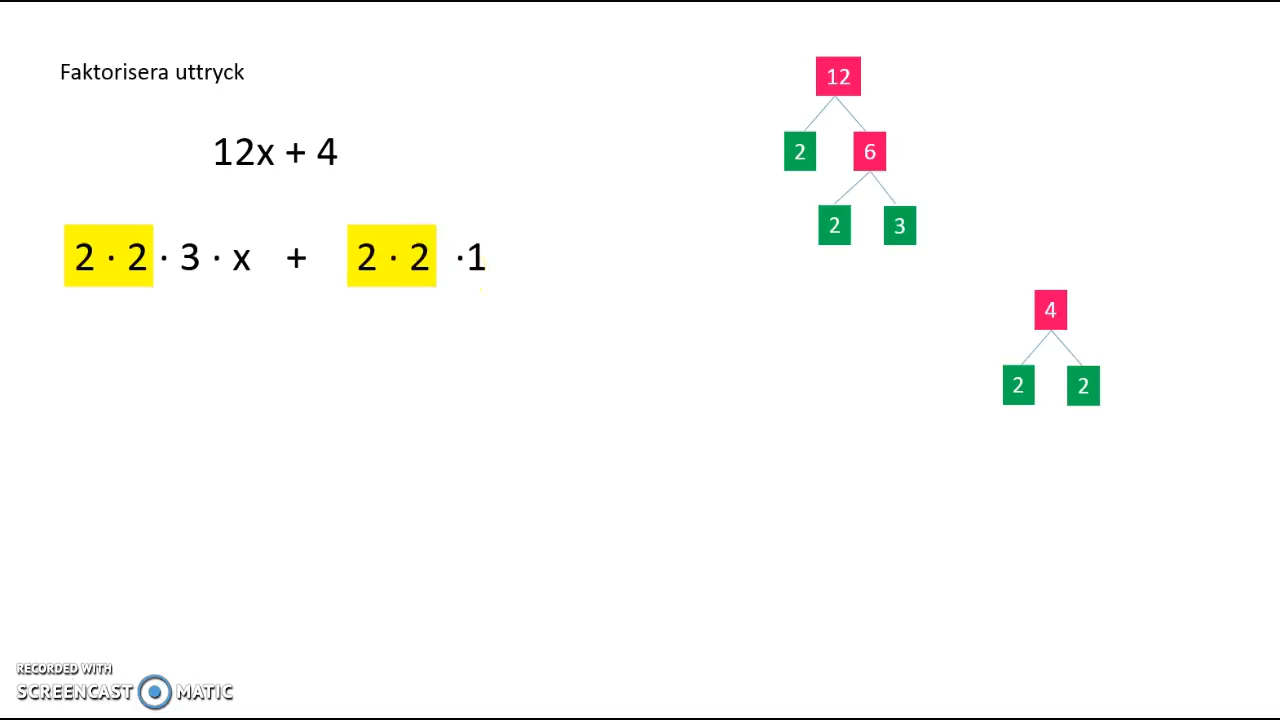 Faktorisera uttryck
12x + 4
2 · 2 · 3 · x + 2 · 2 ·1
12
2 6
2 3
4
2 2
RECORDED WITH
SCREENCAST MATIC